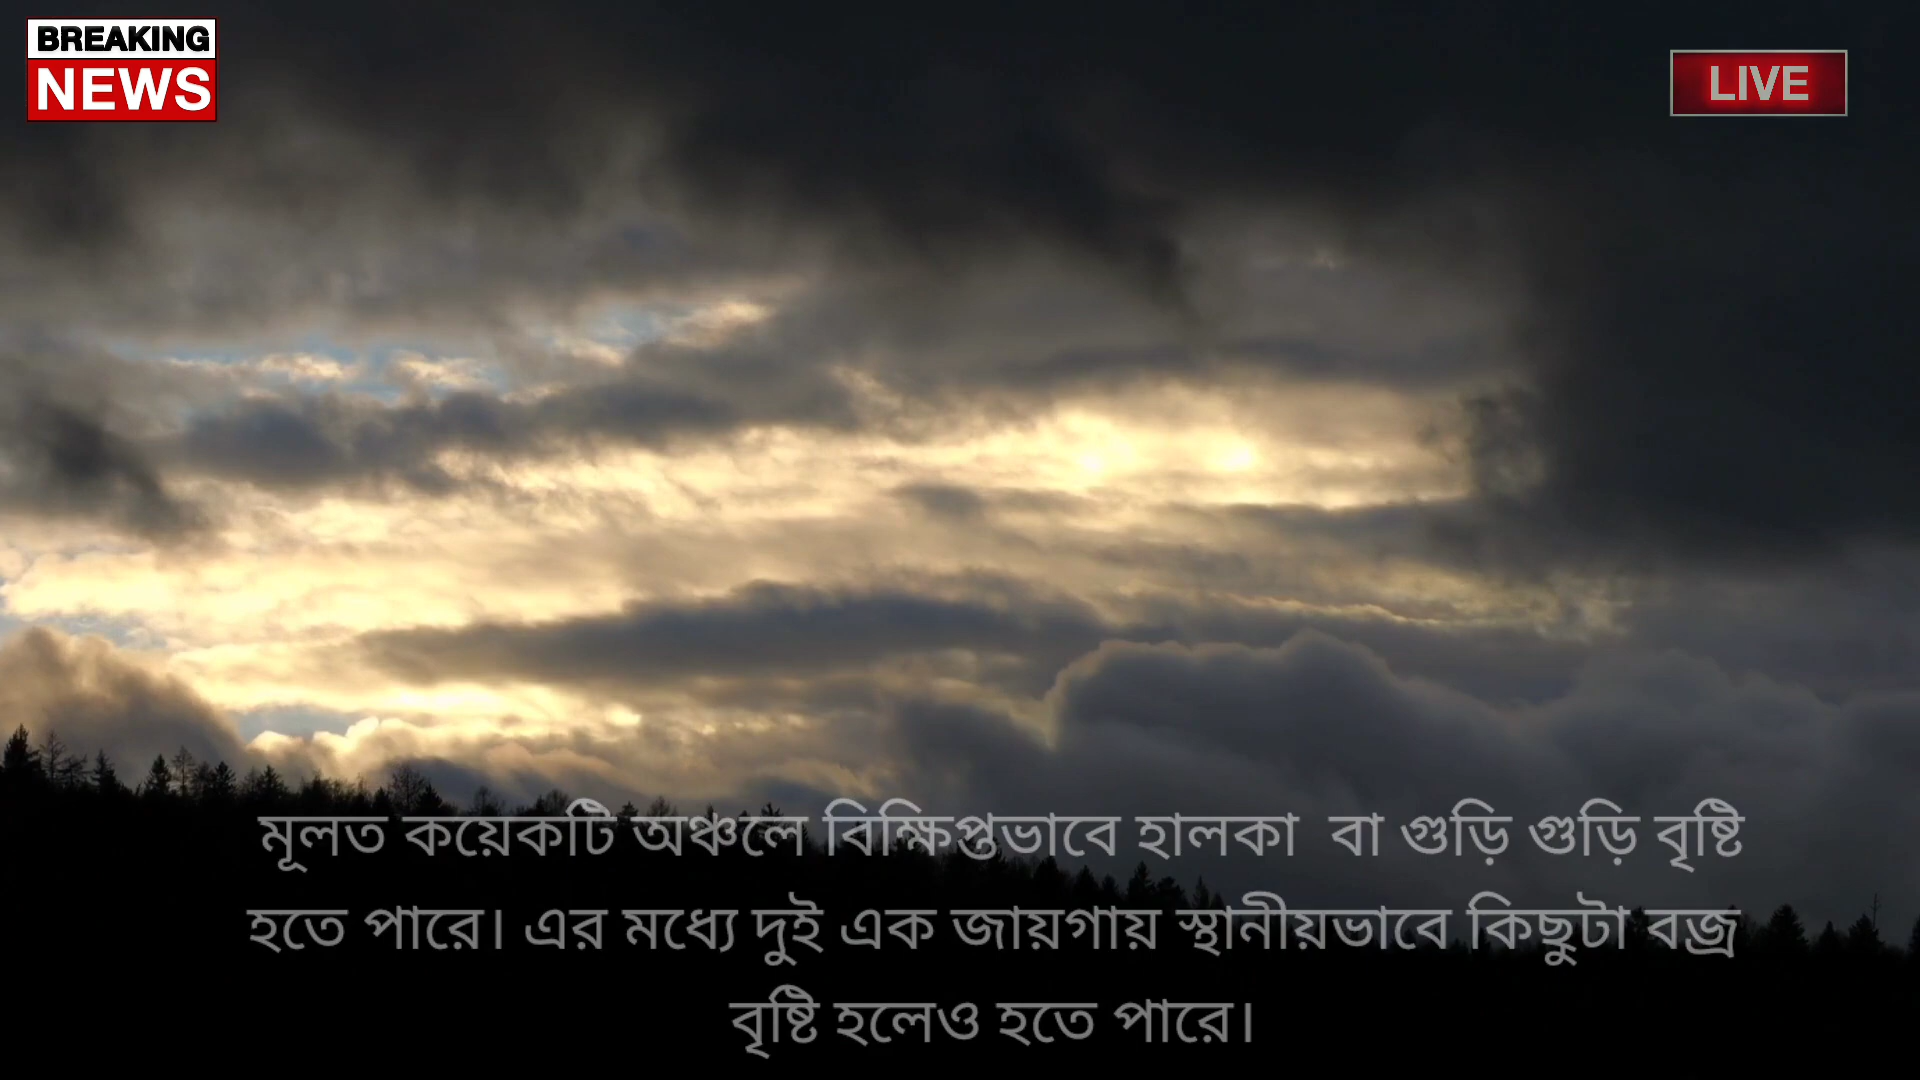 BREAKING
NEWS
LIVE
মূলত কয়েকটি অঞ্চলে বিক্ষিপ্তভাবে হালকা বা গুড়ি গুড়ি বৃষ্টি
হতে পারে। এর মধ্যে দুই এক জায়গায় স্থানীয়ভাবে কিছুটা বজ্র
বৃষ্টি হলেও হতে পারে।